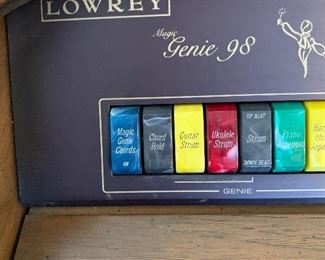 LOWREY
Magic
Genie 98
Magic
Genie
Chords
ON
Chord
Hold
Guitar
Strum
Ukulele
Strum
UP BEAT
Strum
DOWN BEAT
Piano
Arpeggio
GENIE